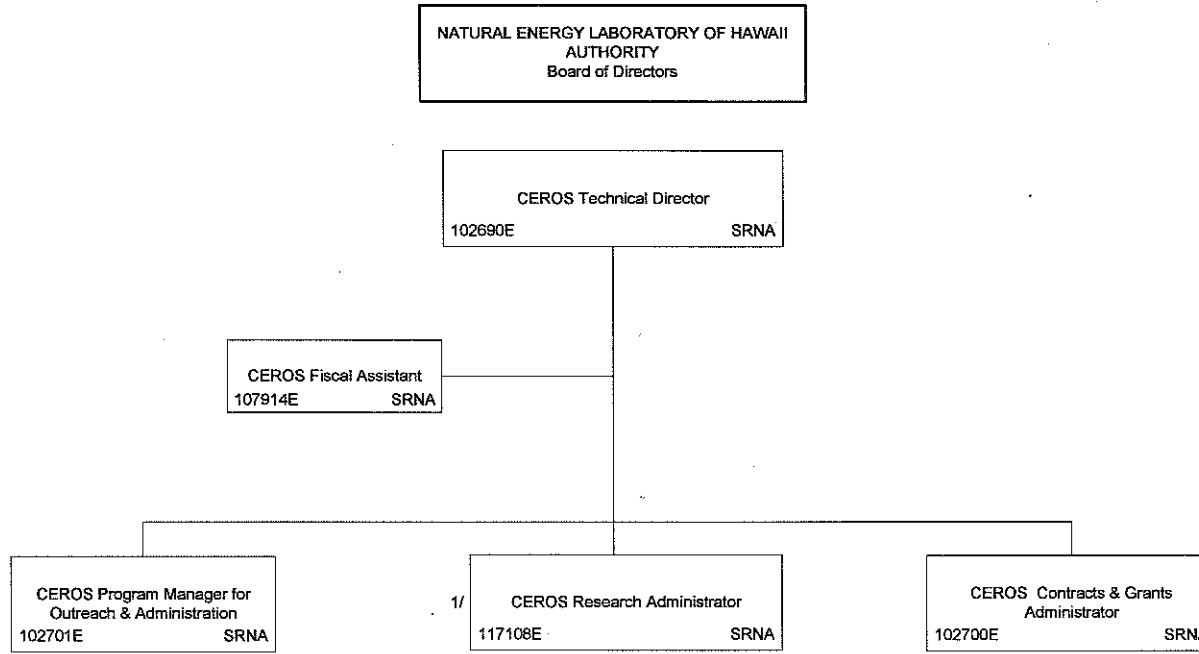 NATURAL ENERGY LABORATORY OF HAWAII
AUTHORITY
Board of Directors
CEROS Technical Director
102690E SRNA
CEROS Fiscal Assistant
107914E SRNA
CEROS Program Manager for
Outreach & Administration
102701E SRNA
1/
CEROS Research Administrator
117108E SRNA
CEROS Contracts & Grants
Administrator
102700E SRNA